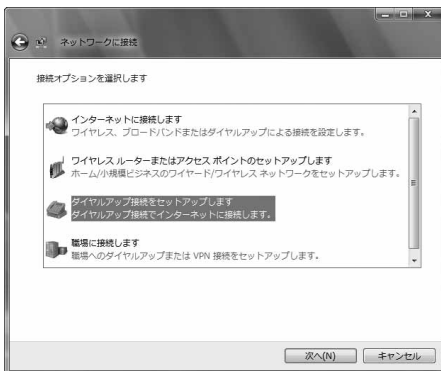 ネットワークに接続
接続オプションを選択します
インターネットに接続します
ワイヤレス、ブロードバンドまたはダイヤルアップによる接続を設定します。
ワイヤレス ルーターまたはアクセス ポイントのセットアップします
ホーム/小規模ビジネスのワイヤード/ワイヤレス ネットワークをセットアップします。
ダイヤルアップ接続をセットアップします
ダイヤルアップ接続でインターネットに接続します。
職場に接続します
職場へのダイヤルアップまたは VPN 接続をセットアップします。
次へ(N) キャンセル